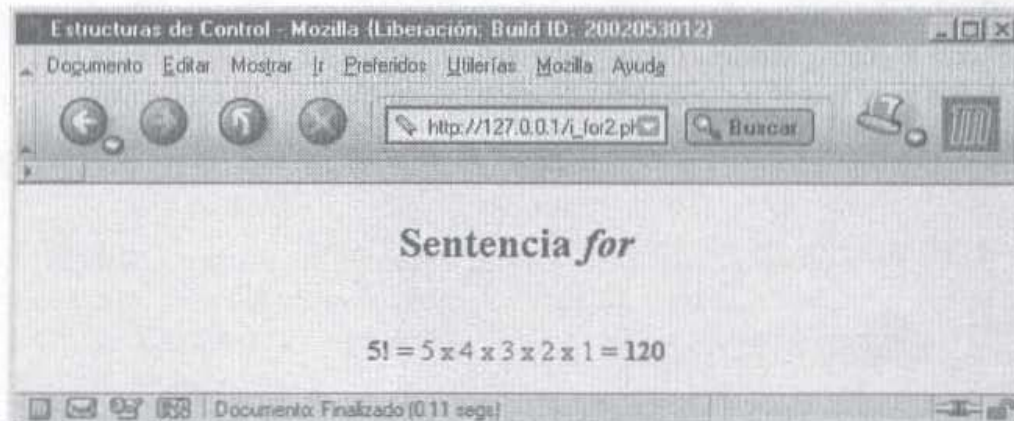 Estructuras de Control - Mozilla {Liberación; Build ID: 2002053012}
Documento Editar Mostrar Ir Preferidos Utilerías Mozilla Ayuda
http://127.0.0.1/i_for2.ph Buscar
Sentencia for
5! = 5 x 4 x 3 x 2 x 1 = 120
Documento: Finalizado (0.11 segs)